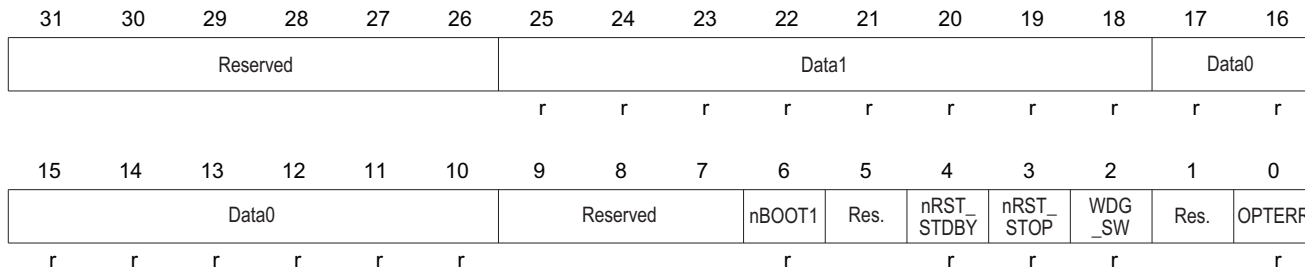 31 30 29 28 27 26 25 24 23 22 21 20 19 18 17 16
Reserved Data1 Data0
r r r r r r r r r r
15 14 13 12 11 10 9 8 7 6 5 4 3 2 1 0
Data0 Reserved nBOOT1 Res. nRST_ STDBY nRST_ STOP WDG _SW Res. OPTERR
r r r r r r r r r r r